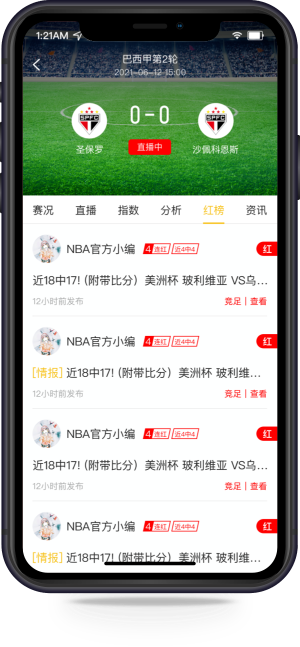 1:21AM
巴西甲第2轮
2021-06-12 15:00
SPFC
0-0
SPFC
圣保罗
直播中
沙佩科恩斯
赛况 直播 指数 分析 红榜 资讯
NBA官方小编 4连红 近4中4 红
近18中17! (附带比分) 美洲杯 玻利维亚 VS乌...
12小时前发布 竞足 | 查看
NBA官方小编 4连红 近4中4 红
[情报] 近18中17! (附带比分) 美洲杯 玻利维...
12小时前发布 竞足 | 查看
NBA官方小编 4连红 近4中4 红
近18中17! (附带比分) 美洲杯 玻利维亚 VS乌...
12小时前发布 竞足 | 查看
NBA官方小编 4连红 近4中4 红
[情报] 近18中17! (附带比分) 美洲杯 玻利维...